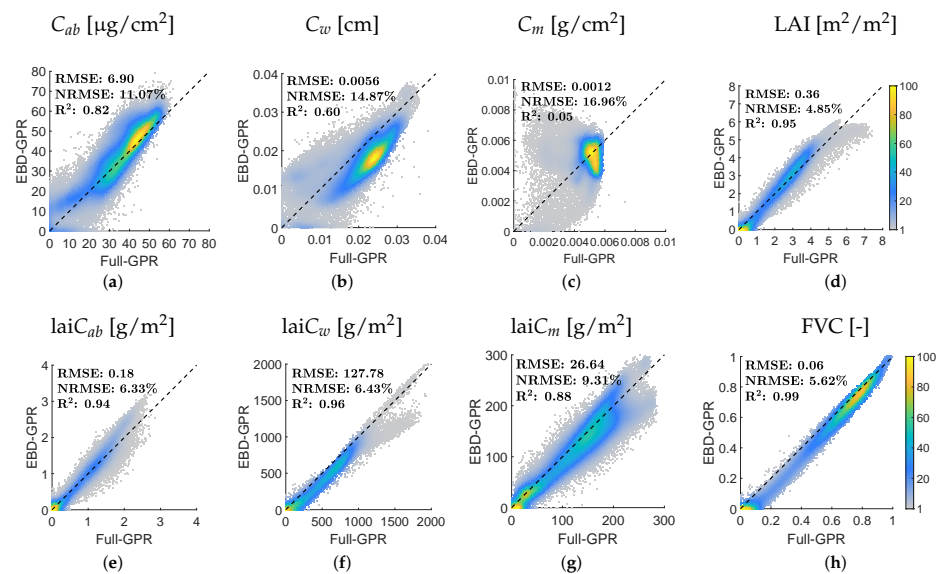 C_ab [µg/cm²]
C_w [cm]
C_m [g/cm²]
LAI [m²/m²]
RMSE: 6.90
NRMSE: 11.07%
R²: 0.82
80
70
60
50
40
30
20
10
0
EBD-GPR
0 10 20 30 40 50 60 70 80
Full-GPR
(a)
RMSE: 0.0056
NRMSE: 14.87%
R²: 0.60
0.04
0.03
0.02
0.01
0
EBD-GPR
0 0.01 0.02 0.03 0.04
Full-GPR
(b)
RMSE: 0.0012
NRMSE: 16.96%
R²: 0.05
0.01
0.008
0.006
0.004
0.002
0
EBD-GPR
0 0.002 0.004 0.006 0.008 0.01
Full-GPR
(c)
RMSE: 0.36
NRMSE: 4.85%
R²: 0.95
8
7
6
5
4
3
2
1
0
EBD-GPR
0 1 2 3 4 5 6 7 8
Full-GPR
(d)
100
80
60
40
20
1
laiC_ab [g/m²]
laiC_w [g/m²]
laiC_m [g/m²]
FVC [-]
RMSE: 0.18
NRMSE: 6.33%
R²: 0.94
4
3
2
1
0
EBD-GPR
0 1 2 3 4
Full-GPR
(e)
RMSE: 127.78
NRMSE: 6.43%
R²: 0.96
2000
1500
1000
500
0
EBD-GPR
0 500 1000 1500 2000
Full-GPR
(f)
RMSE: 26.64
NRMSE: 9.31%
R²: 0.88
300
200
100
0
EBD-GPR
0 100 200 300
Full-GPR
(g)
RMSE: 0.06
NRMSE: 5.62%
R²: 0.99
1
0.8
0.6
0.4
0.2
0
EBD-GPR
0 0.2 0.4 0.6 0.8 1
Full-GPR
(h)
100
80
60
40
20
1